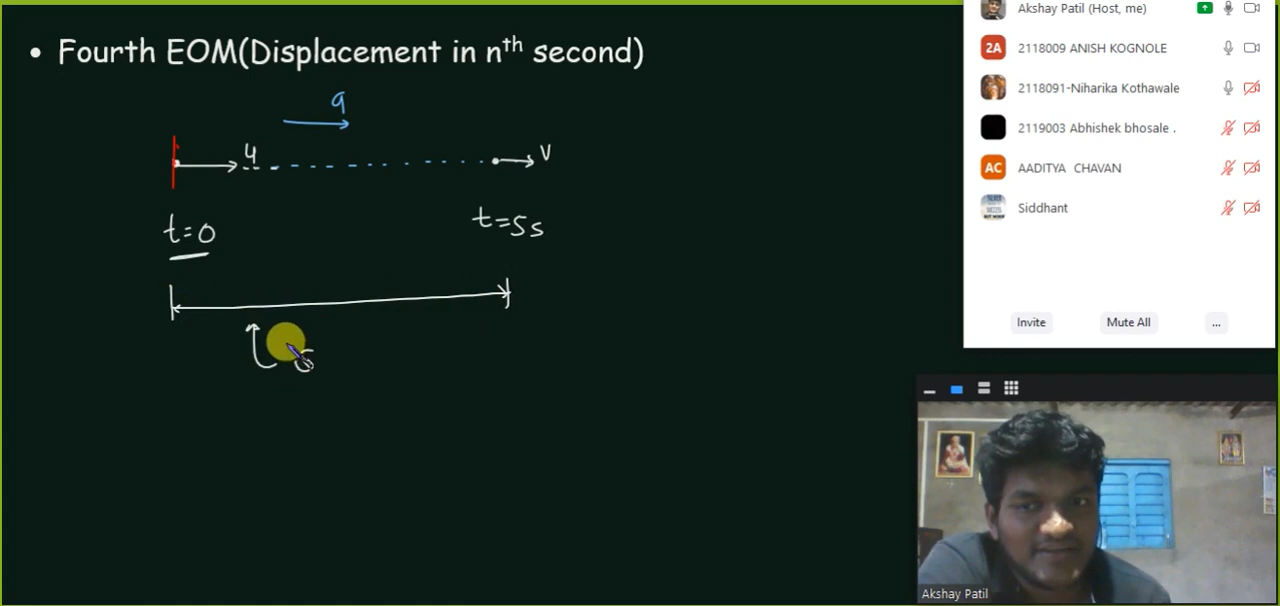 • Fourth EOM(Displacement in nth second)
a
u
v
t=0
t=5s
Akshay Patil (Host, me)
2A 2118009 ANISH KOGNOLE
2118091-Niharika Kothawale
2119003 Abhishek bhosale .
AC AADITYA CHAVAN
Siddhant
Invite
Mute All
...
Akshay Patil